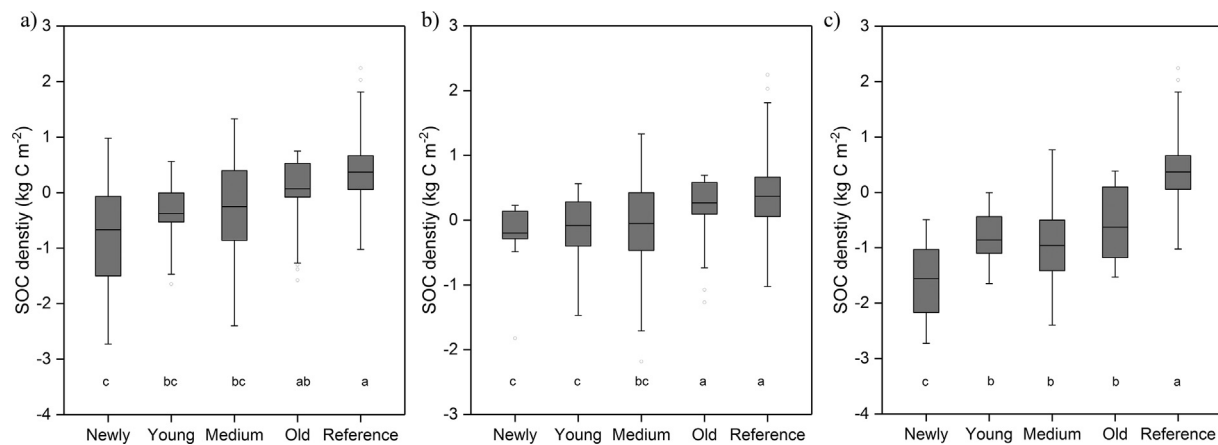 a)
SOC denstiy (kg C m-2)
3
2
1
0
-1
-2
-3
-4
c bc bc ab a
Newly Young Medium Old Reference
b)
SOC denstiy (kg C m-2)
3
2
1
0
-1
-2
-3
c c bc a a
Newly Young Medium Old Reference
c)
SOC denstiy (kg C m-2)
3
2
1
0
-1
-2
-3
-4
c b b b a
Newly Young Medium Old Reference